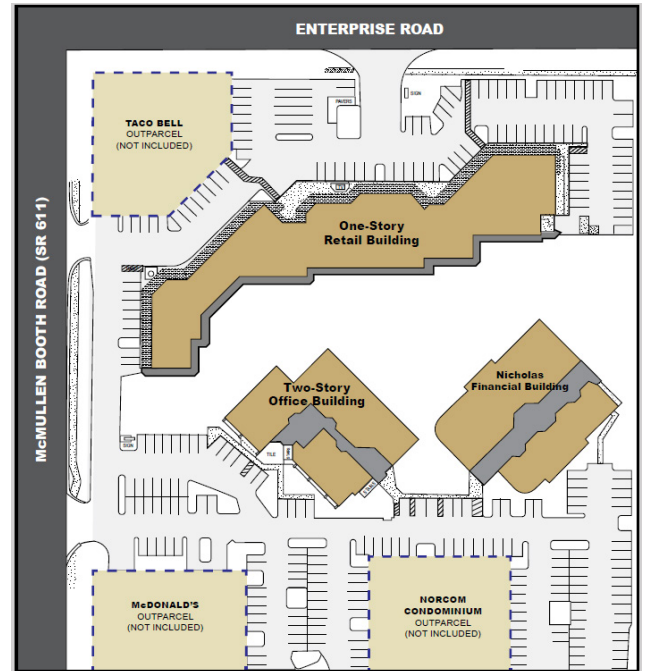 ENTERPRISE ROAD
McMULLEN BOOTH ROAD (SR 611)
TACO BELL
OUTPARCEL
(NOT INCLUDED)
PAVERS
SIGN
One-Story
Retail Building
Two-Story
Office Building
Nicholas
Financial Building
SIGN
TILE
McDONALD'S
OUTPARCEL
(NOT INCLUDED)
NORCOM
CONDOMINIUM
OUTPARCEL
(NOT INCLUDED)